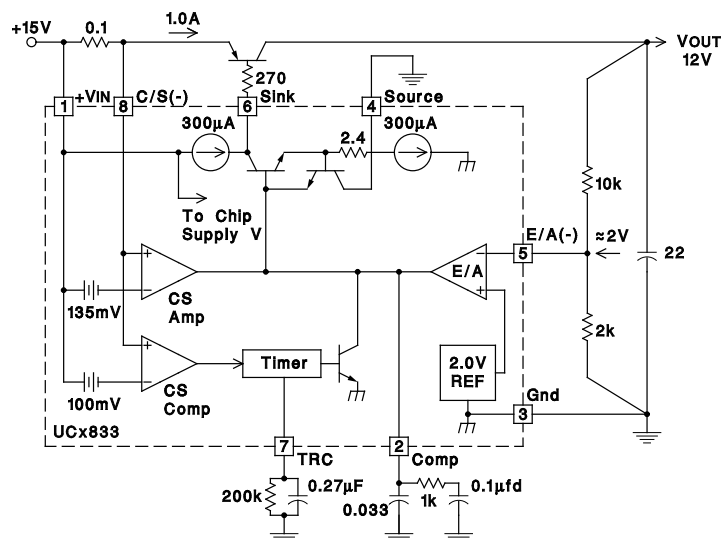 +15V
0.1
1.0A
VOUT
12V
270
+VIN
C/S(-)
Sink
Source
1
8
6
4
300µA
2.4
300µA
To Chip
Supply V
10k
E/A(-)
≈2V
5
+
−
E/A
−
+
22
135mV
CS
Amp
2k
+
−
Timer
2.0V
REF
100mV
CS
Comp
Gnd
3
UCx833
7
2
TRC
Comp
200k
0.27µF
0.033
1k
0.1µfd